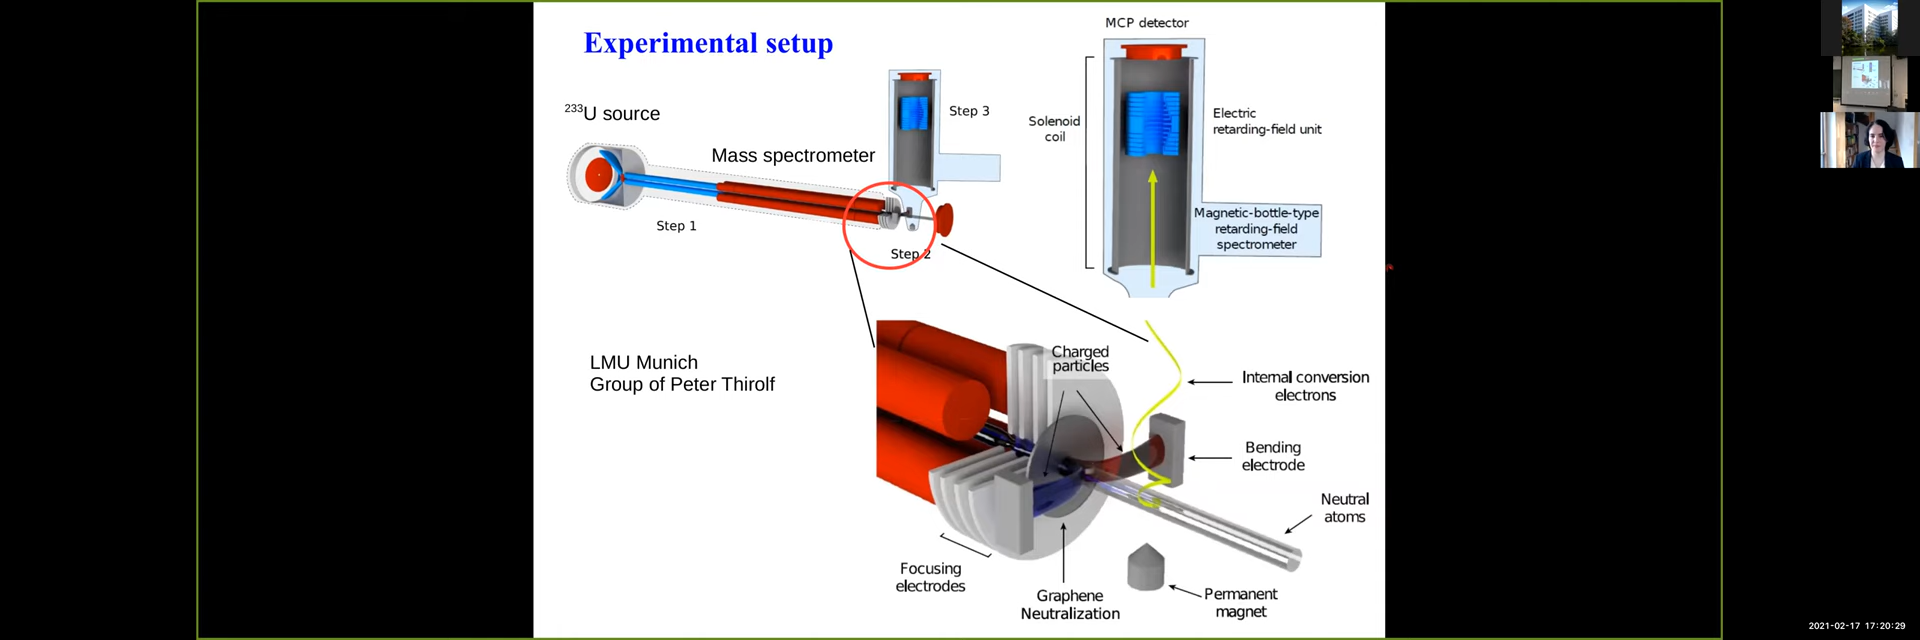 Experimental setup
²³³U source
Mass spectrometer
Step 1
Step 2
Step 3
MCP detector
Solenoid
coil
Electric
retarding-field unit
Magnetic-bottle-type
retarding-field
spectrometer
LMU Munich
Group of Peter Thirolf
Charged
particles
Internal conversion
electrons
Bending
electrode
Neutral
atoms
Focusing
electrodes
Graphene
Neutralization
Permanent
magnet
2021-02-17 17:20:29